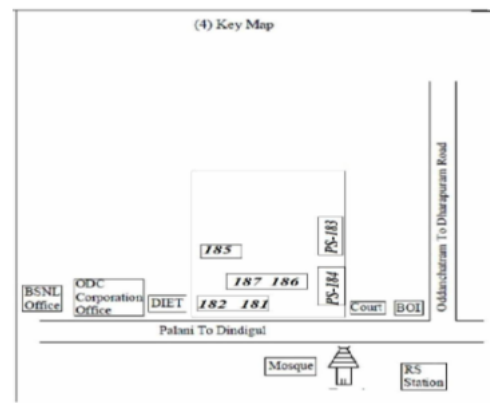 (4) Key Map
Oddanchatram To Dharapuram Road
PS-183
185
187 186
PS-184
BSNL
Office
ODC
Corporation
Office
DIET
182 181
Court
BOI
Palani To Dindigul
Mosque
RS
Station